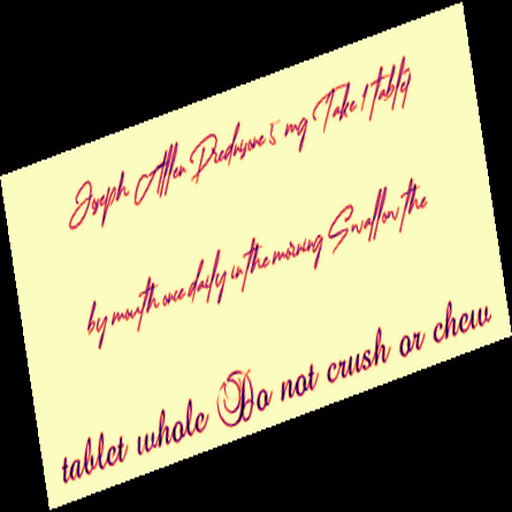 Joseph Allen Prednisone 5 mg Take 1 tablet
by mouth once daily in the morning Swallow the
tablet whole Do not crush or chew